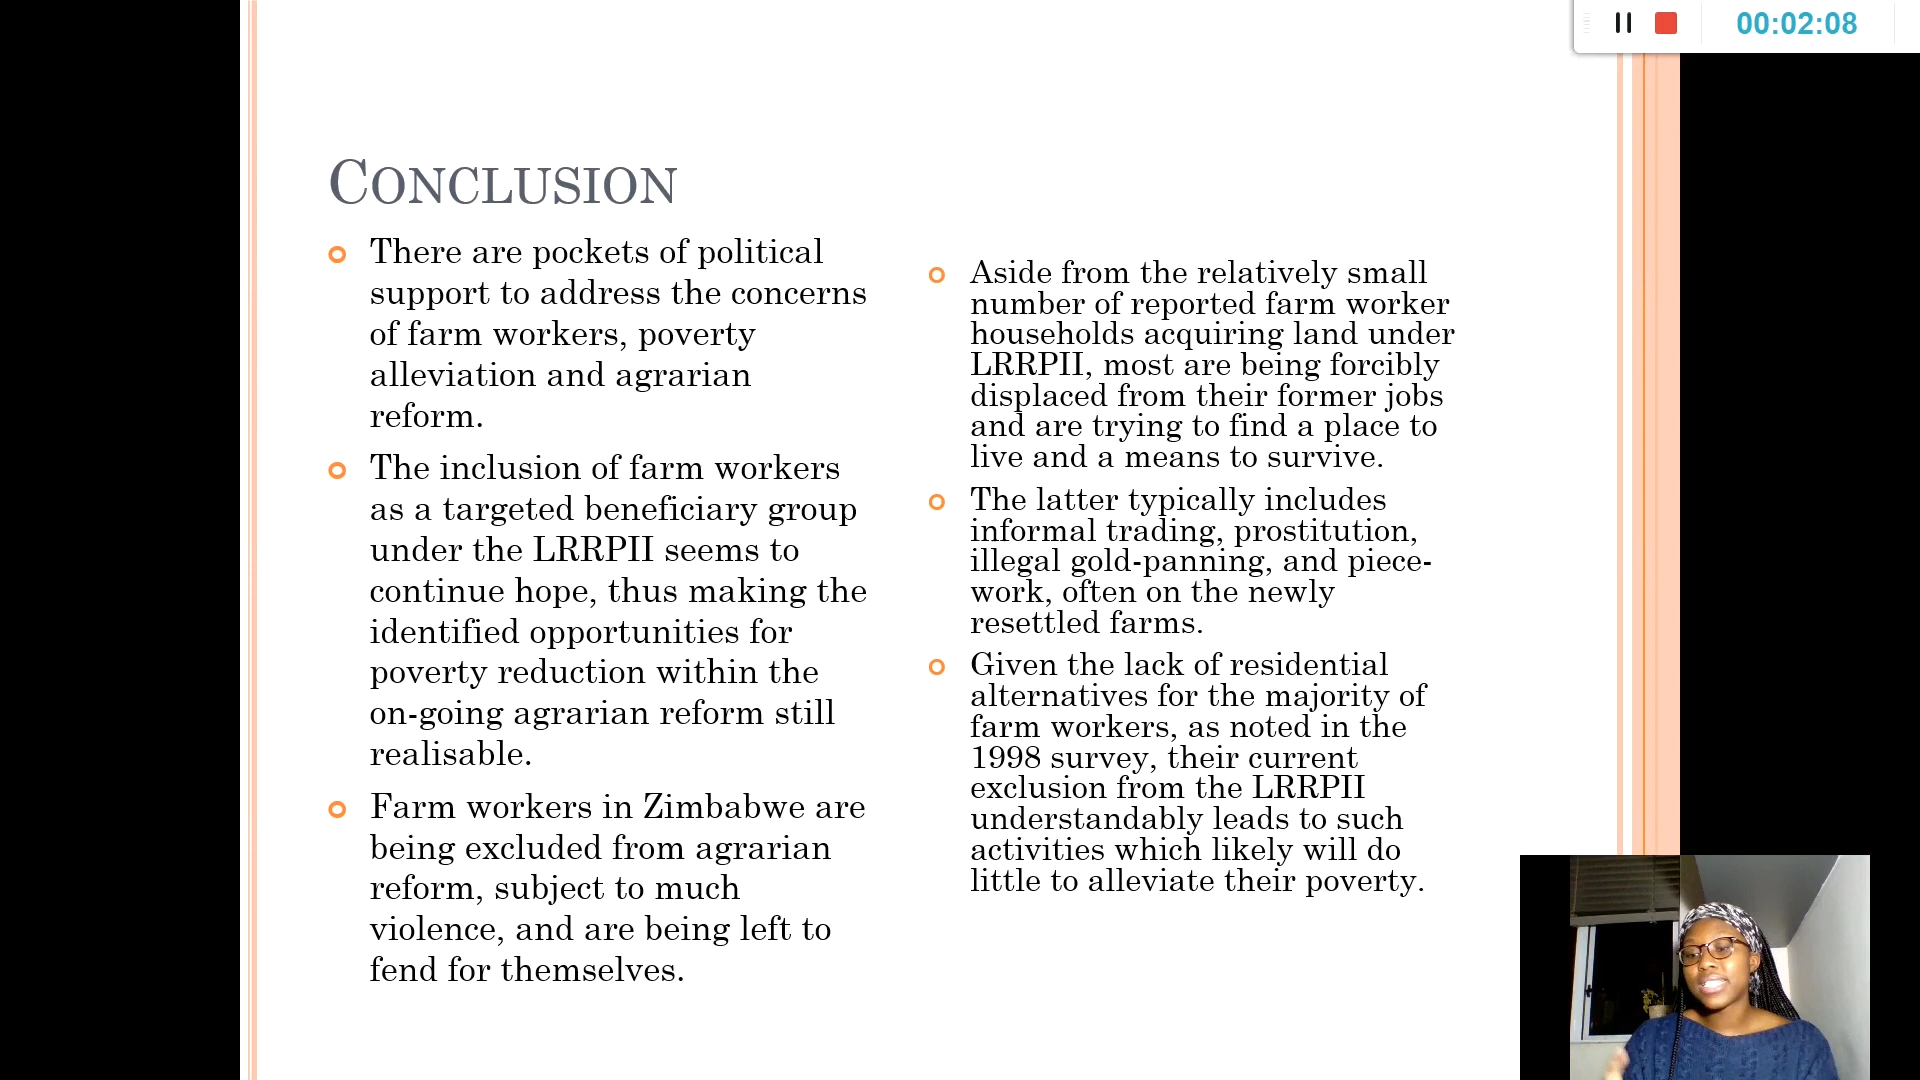 00:02:08
CONCLUSION
There are pockets of political
support to address the concerns
of farm workers, poverty
alleviation and agrarian
reform.
The inclusion of farm workers
as a targeted beneficiary group
under the LRRPII seems to
continue hope, thus making the
identified opportunities for
poverty reduction within the
on-going agrarian reform still
realisable.
Farm workers in Zimbabwe are
being excluded from agrarian
reform, subject to much
violence, and are being left to
fend for themselves.
Aside from the relatively small
number of reported farm worker
households acquiring land under
LRRPII, most are being forcibly
displaced from their former jobs
and are trying to find a place to
live and a means to survive.
The latter typically includes
informal trading, prostitution,
illegal gold-panning, and piece-
work, often on the newly
resettled farms.
Given the lack of residential
alternatives for the majority of
farm workers, as noted in the
1998 survey, their current
exclusion from the LRRPII
understandably leads to such
activities which likely will do
little to alleviate their poverty.